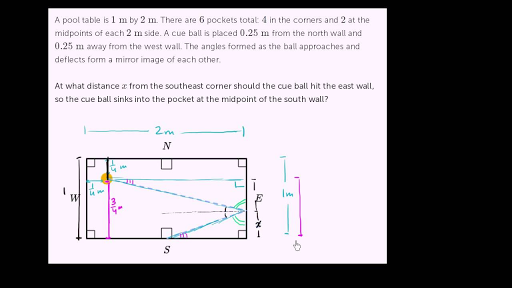 A pool table is 1 m by 2 m. There are 6 pockets total: 4 in the corners and 2 at the
midpoints of each 2 m side. A cue ball is placed 0.25 m from the north wall and
0.25 m away from the west wall. The angles formed as the ball approaches and
deflects form a mirror image of each other.
At what distance x from the southeast corner should the cue ball hit the east wall,
so the cue ball sinks into the pocket at the midpoint of the south wall?
2m
N
1/4 m
1/4 m
1
W
3/4
E
1m
x
S